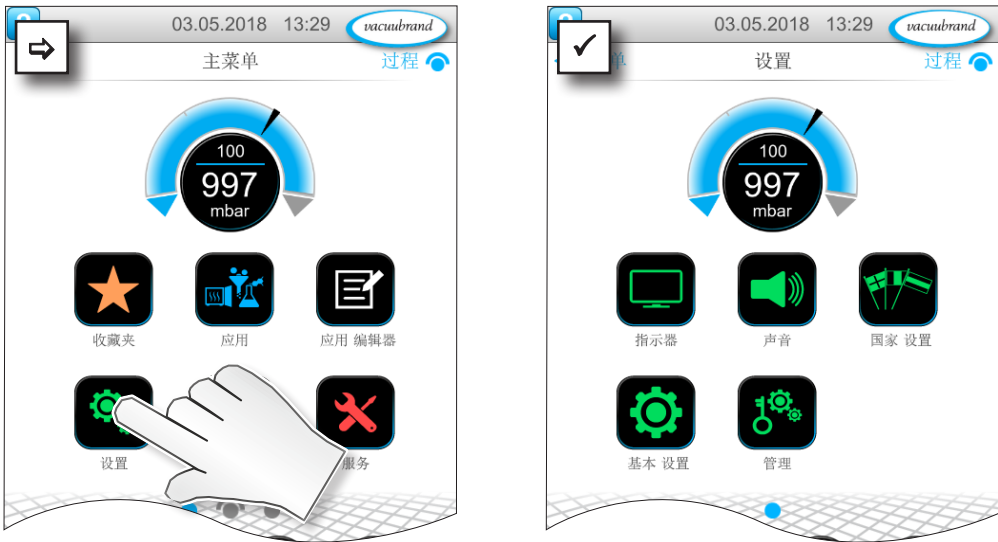 03.05.2018 13:29 vacuubrand
主菜单 过程
100
997
mbar
收藏夹 应用 应用 编辑器
设置 服务
03.05.2018 13:29 vacuubrand
单 设置 过程
100
997
mbar
指示器 声音 国家 设置
基本 设置 管理